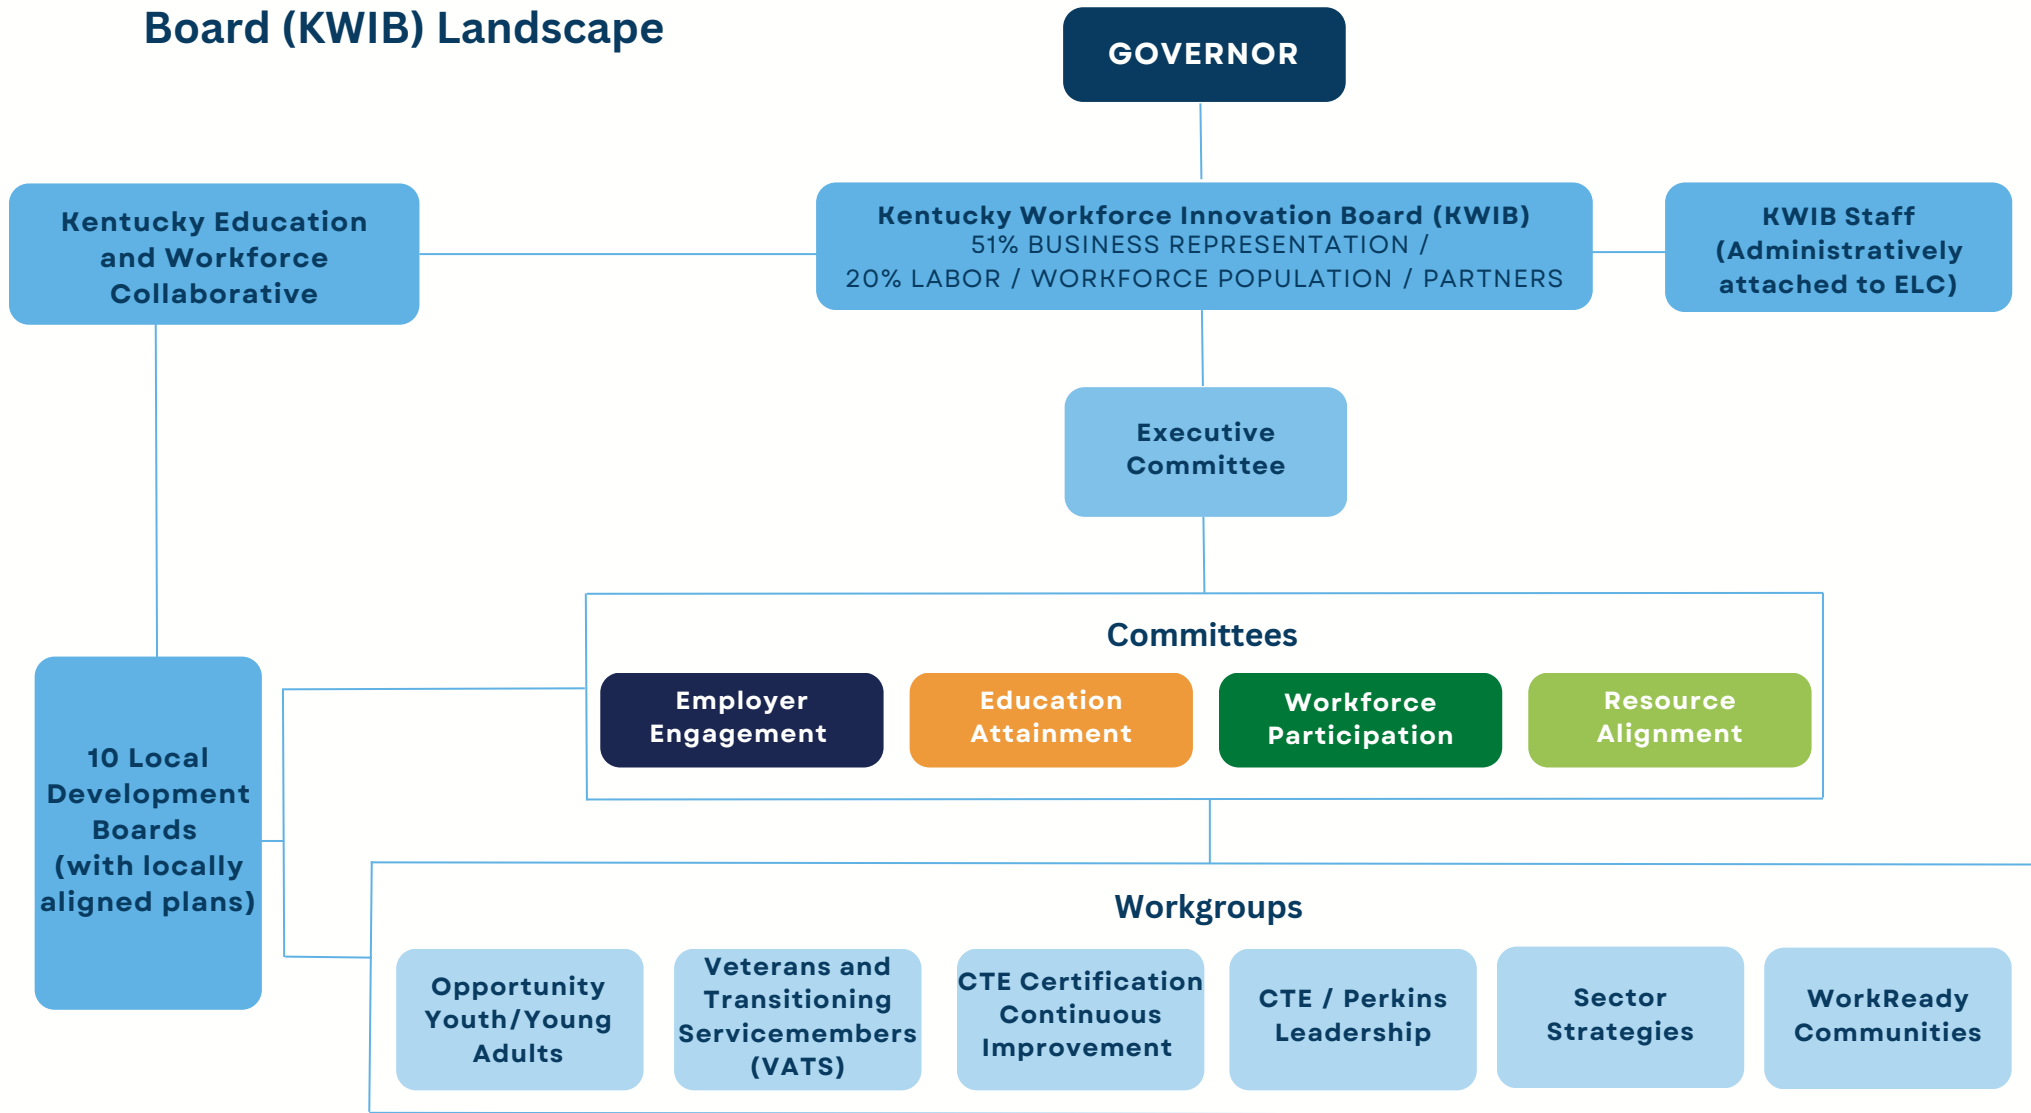 Board (KWIB) Landscape
GOVERNOR
Kentucky Education
and Workforce
Collaborative
Kentucky Workforce Innovation Board (KWIB)
51% BUSINESS REPRESENTATION /
20% LABOR / WORKFORCE POPULATION / PARTNERS
KWIB Staff
(Administratively
attached to ELC)
Executive
Committee
Committees
Employer
Engagement
Education
Attainment
Workforce
Participation
Resource
Alignment
10 Local
Development
Boards
(with locally
aligned plans)
Workgroups
Opportunity
Youth/Young
Adults
Veterans and
Transitioning
Servicemembers
(VATS)
CTE Certification
Continuous
Improvement
CTE / Perkins
Leadership
Sector
Strategies
WorkReady
Communities